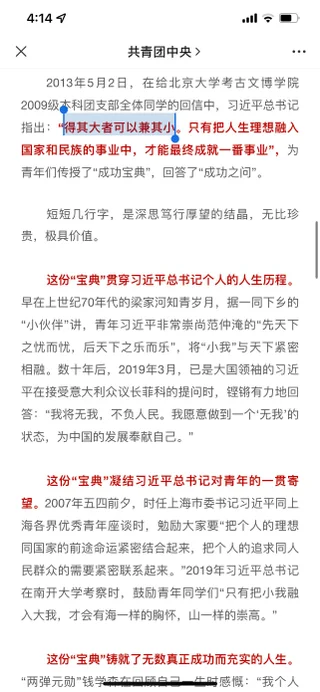 4:14
共青团中央
2013年5月2日，在给北京大学考古文博学院
2009级本科团支部全体同学的回信中，习近平总书记
指出：“得其大者可以兼其小。只有把人生理想融入
国家和民族的事业中，才能最终成就一番事业”，为
青年们传授了“成功宝典”，回答了“成功之问”。
短短几行字，是深思笃行厚望的结晶，无比珍
贵，极具价值。
这份“宝典”贯穿习近平总书记个人的人生历程。
早在上世纪70年代的梁家河知青岁月，据一同下乡的
“小伙伴”讲，青年习近平非常崇尚范仲淹的“先天下
之忧而忧，后天下之乐而乐”，将“小我”与天下紧密
相融。数十年后，2019年3月，已是大国领袖的习近
平在接受意大利众议长菲科的提问时，铿锵有力地回
答：“我将无我，不负人民。我愿意做到一个‘无我’的
状态，为中国的发展奉献自己。”
这份“宝典”凝结习近平总书记对青年的一贯寄
望。2007年五四前夕，时任上海市委书记习近平同上
海各界优秀青年座谈时，勉励大家要“把个人的理想
同国家的前途命运紧密结合起来，把个人的追求同人
民群众的需要紧密联系起来。”2019年习近平总书记
在南开大学考察时，鼓励青年同学们“只有把小我融
入大我，才会有海一样的胸怀，山一样的崇高。”
这份“宝典”铸就了无数真正成功而充实的人生。
“两弹元勋”钱学森在回顾自己一生时感慨：“我个人